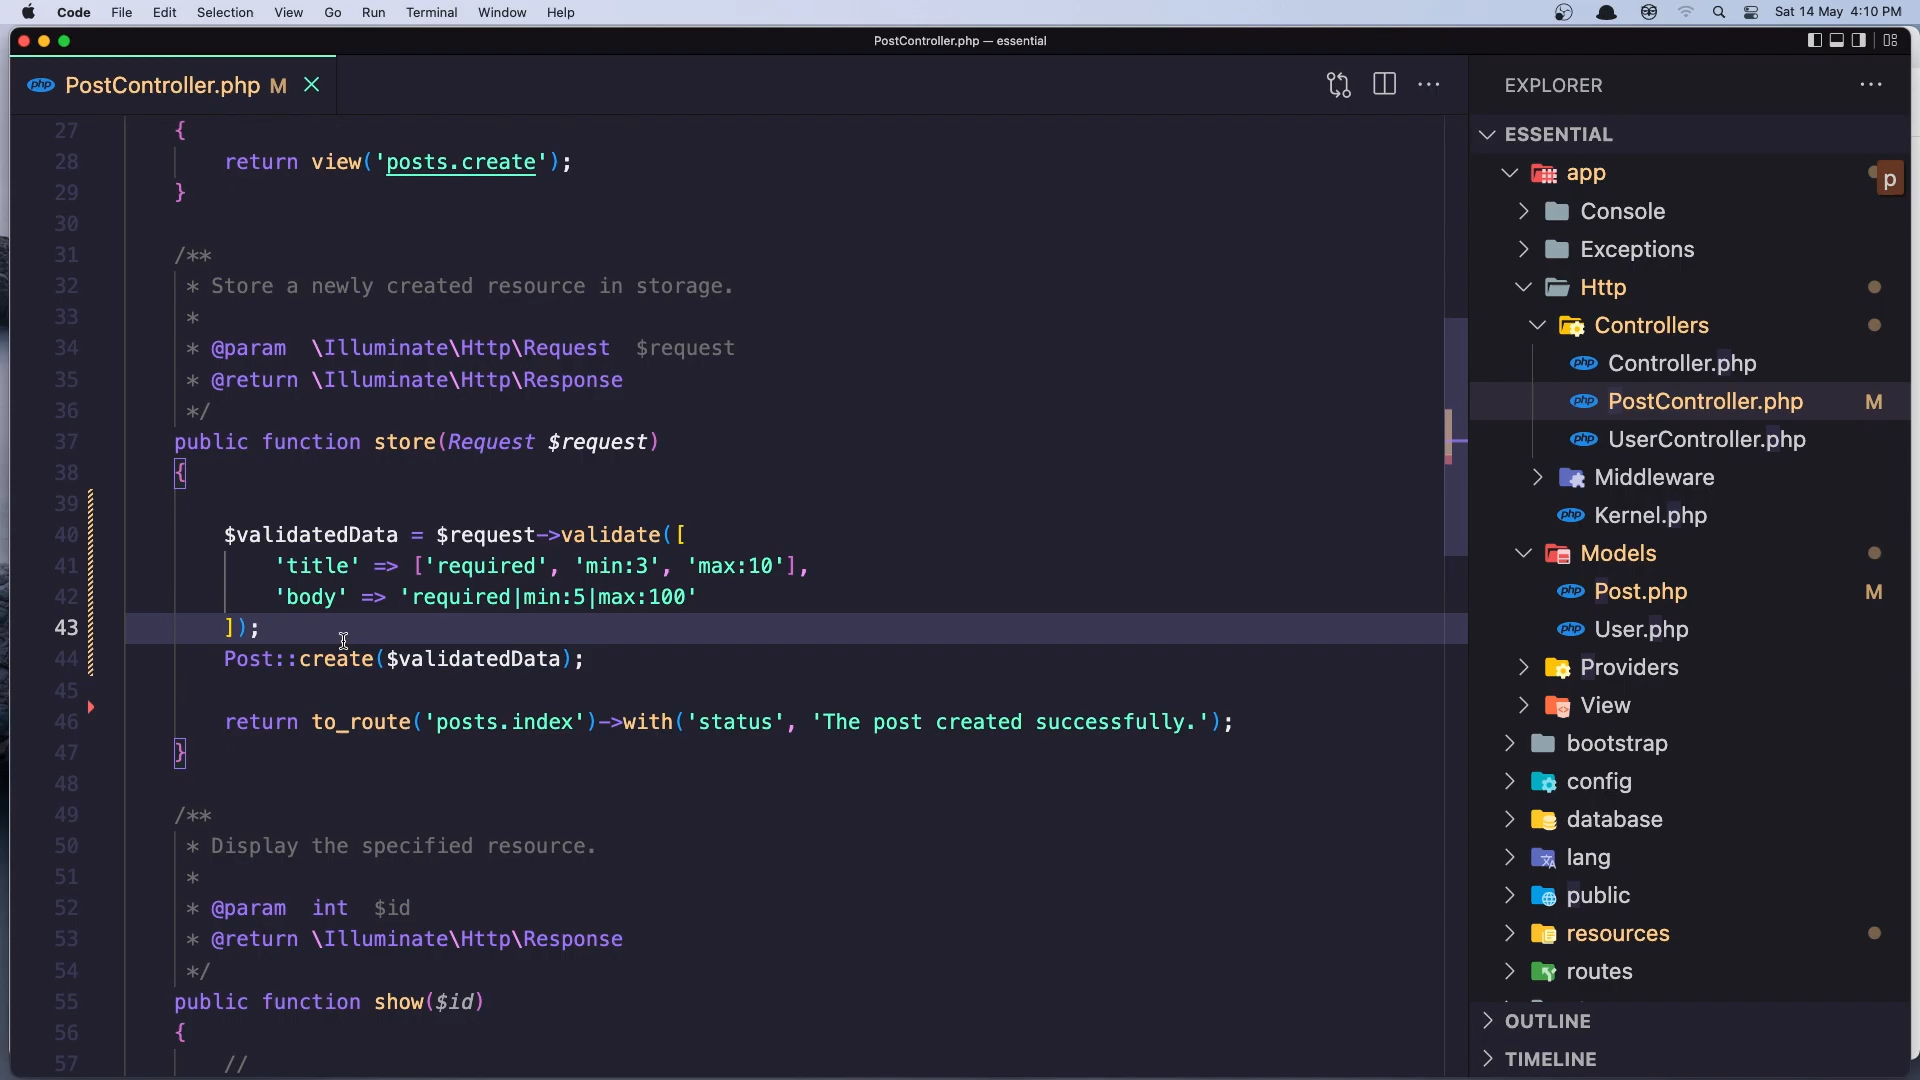 Code File Edit Selection View Go Run Terminal Window Help Sat 14 May 4:10 PM
PostController.php — essential
php PostController.php M
27 {
28 return view('posts.create');
29 }
30
31 /**
32 * Store a newly created resource in storage.
33 *
34 * @param \Illuminate\Http\Request $request
35 * @return \Illuminate\Http\Response
36 */
37 public function store(Request $request)
38 {
39
40 $validatedData = $request->validate([
41 'title' => ['required', 'min:3', 'max:10'],
42 'body' => 'required|min:5|max:100'
43 ]);
44 Post::create($validatedData);
45
46 return to_route('posts.index')->with('status', 'The post created successfully.');
47 }
48
49 /**
50 * Display the specified resource.
51 *
52 * @param int $id
53 * @return \Illuminate\Http\Response
54 */
55 public function show($id)
56 {
57 //
EXPLORER
ESSENTIAL
app
p
Console
Exceptions
Http
Controllers
php Controller.php
php PostController.php M
php UserController.php
Middleware
php Kernel.php
Models
php Post.php M
php User.php
Providers
View
bootstrap
config
database
lang
public
resources
routes
OUTLINE
TIMELINE